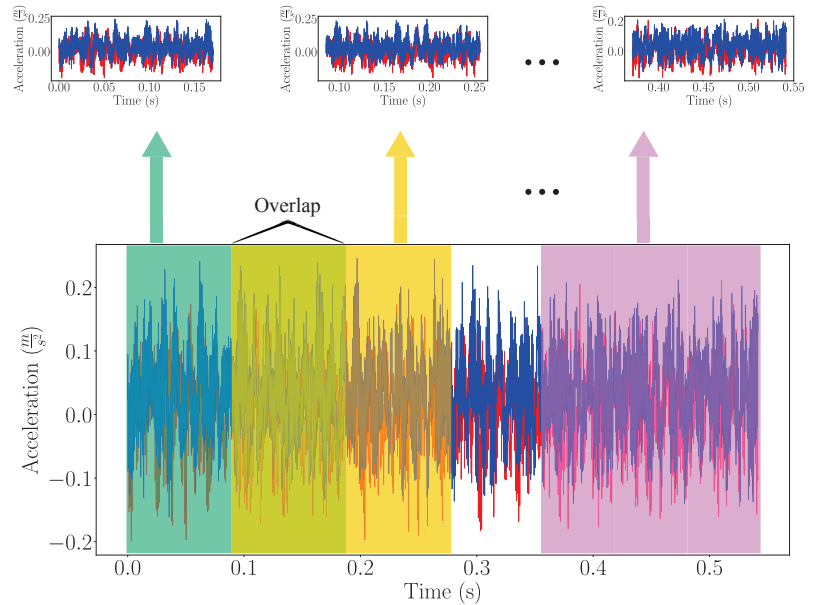 Acceleration (m/s²)
0.25
0.00
0.00 0.05 0.10 0.15
Time (s)
Acceleration (m/s²)
0.25
0.00
0.10 0.15 0.20 0.25
Time (s)
Acceleration (m/s²)
0.2
0.0
0.40 0.45 0.50 0.55
Time (s)
Overlap
Acceleration (m/s²)
0.2
0.1
0.0
−0.1
−0.2
0.0 0.1 0.2 0.3 0.4 0.5
Time (s)